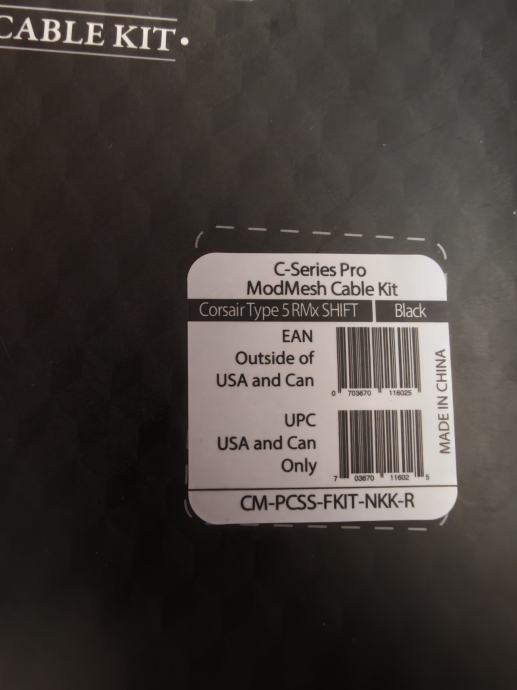 CABLE KIT•
C-Series Pro
ModMesh Cable Kit
Corsair Type 5 RMx SHIFT Black
EAN
Outside of
USA and Can
0 703670 116025
MADE IN CHINA
UPC
USA and Can
Only
7 03670 11602 5
CM-PCSS-FKIT-NKK-R